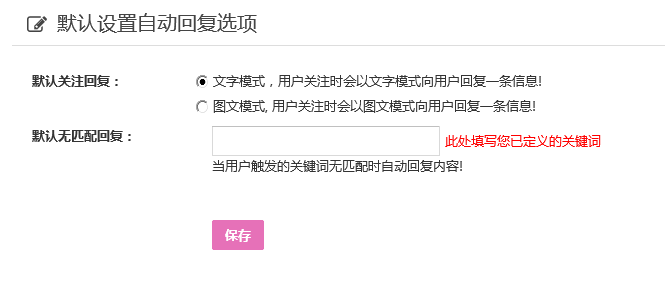 默认设置自动回复选项
默认关注回复： 文字模式，用户关注时会以文字模式向用户回复一条信息!
图文模式, 用户关注时会以图文模式向用户回复一条信息!
默认无匹配回复： 此处填写您已定义的关键词
当用户触发的关键词无匹配时自动回复内容!
保存